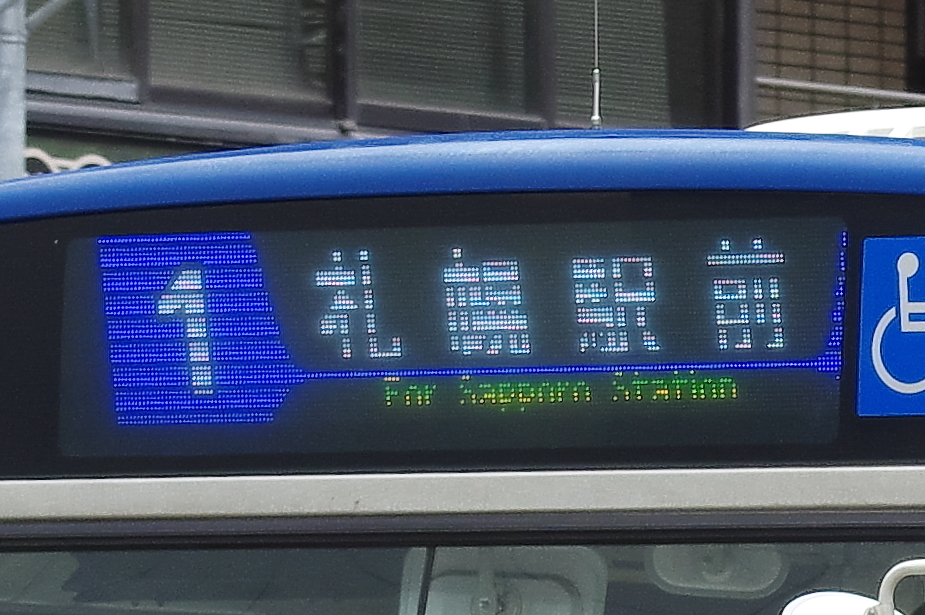 1 札幌駅前
For Sapporo Station